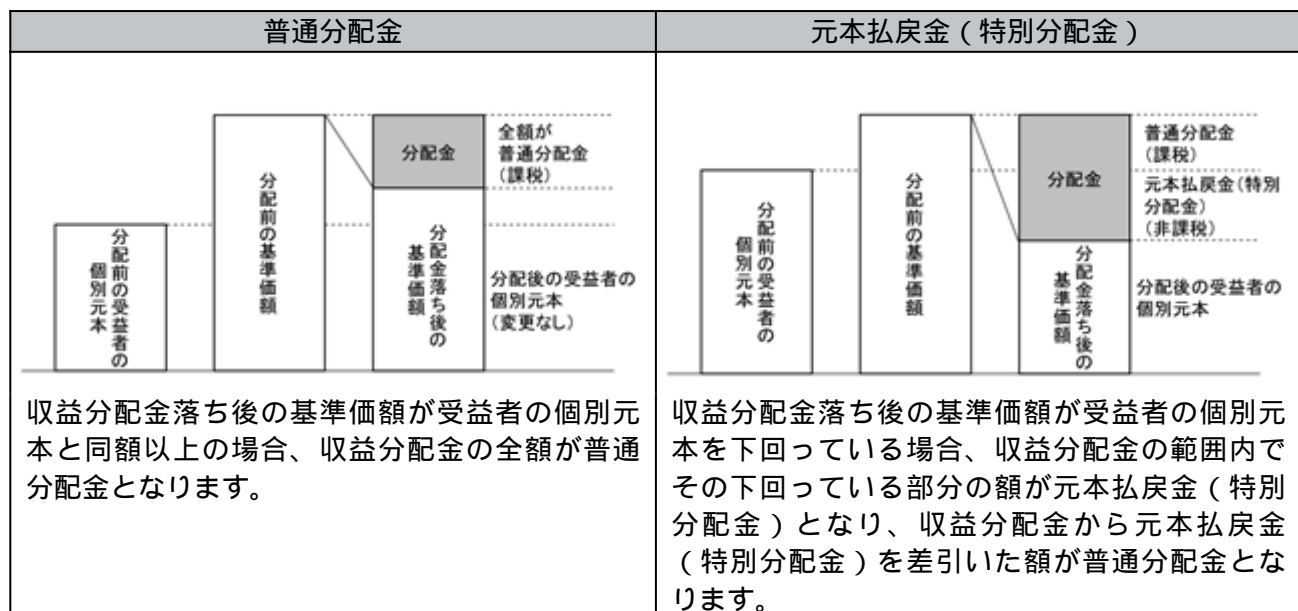 普通分配金
分配前の受益者の
個別元本
分配前の基準価額
分配金
分配金落ち後の
基準価額
全額が
普通分配金
(課税)
分配後の受益者の
個別元本
(変更なし)
収益分配金落ち後の基準価額が受益者の個別元
本と同額以上の場合、収益分配金の全額が普通
分配金となります。
元本払戻金(特別分配金)
分配前の受益者の
個別元本
分配前の基準価額
分配金
分配金落ち後の
基準価額
普通分配金
(課税)
元本払戻金(特別
分配金)
(非課税)
分配後の受益者の
個別元本
収益分配金落ち後の基準価額が受益者の個別元
本を下回っている場合、収益分配金の範囲内で
その下回っている部分の額が元本払戻金(特別
分配金)となり、収益分配金から元本払戻金
(特別分配金)を差引いた額が普通分配金とな
ります。